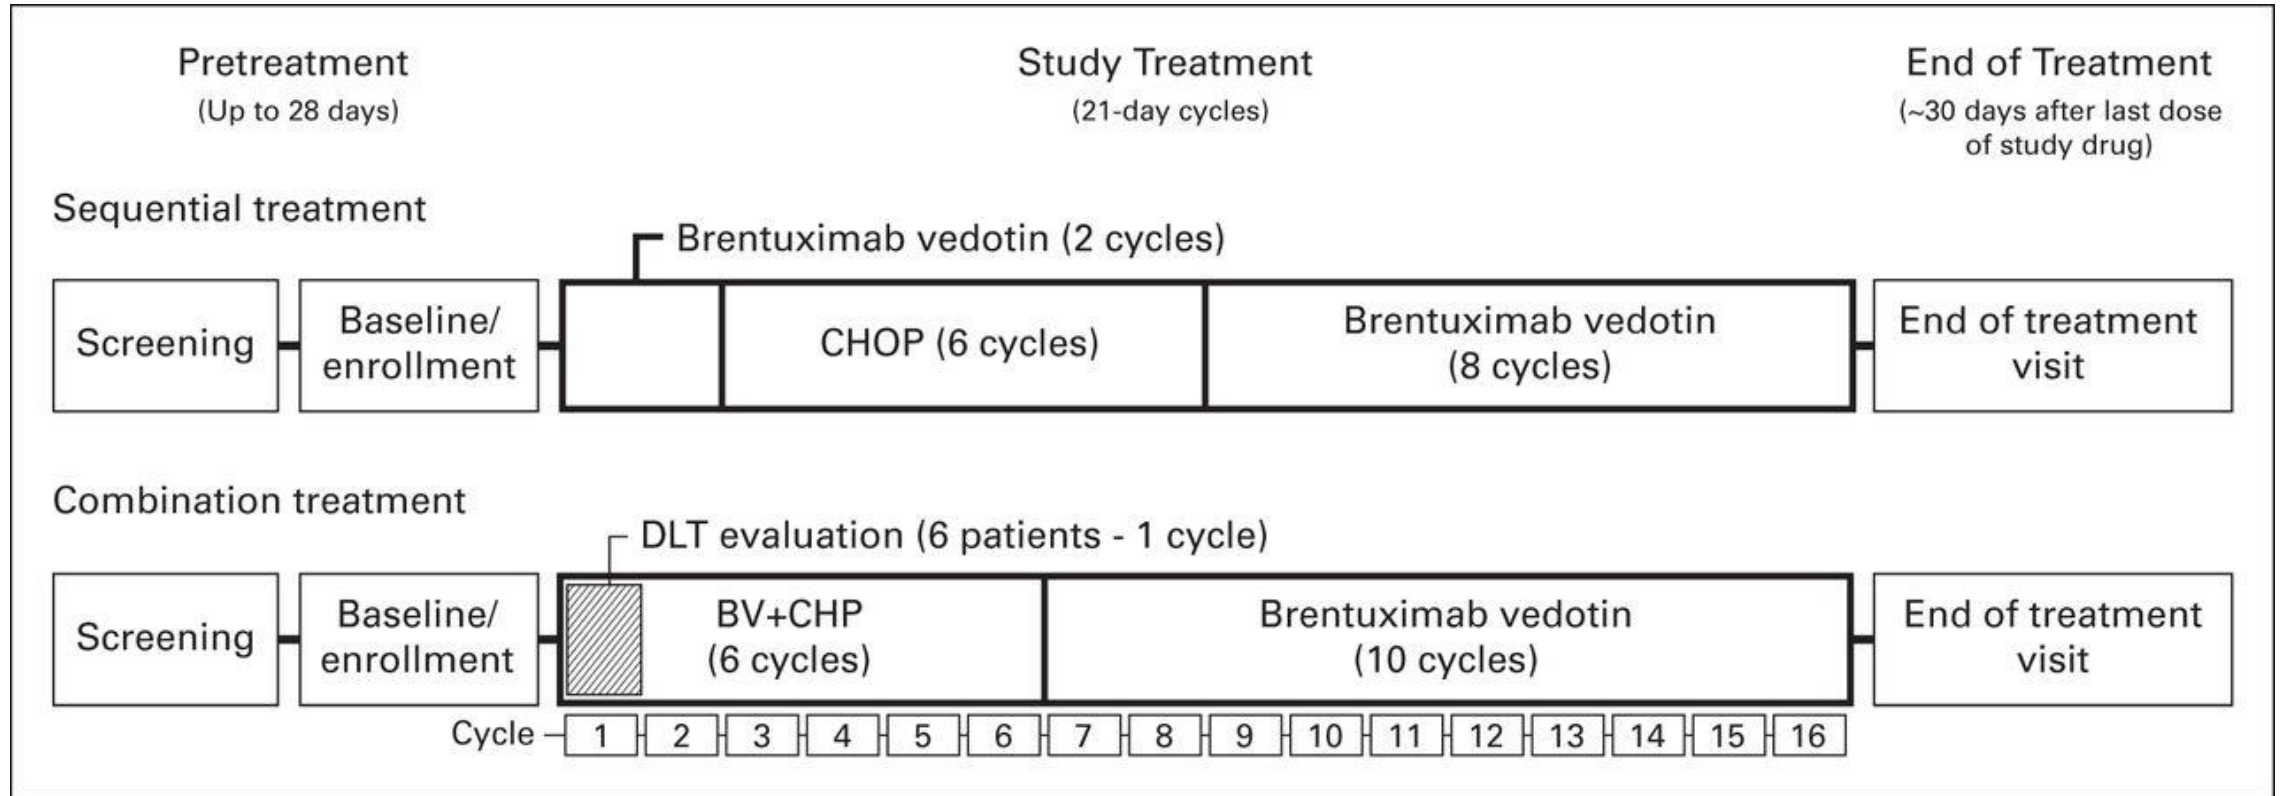 Pretreatment
(Up to 28 days)
Study Treatment
(21-day cycles)
End of Treatment
(~30 days after last dose
of study drug)
Sequential treatment
Brentuximab vedotin (2 cycles)
Screening
Baseline/
enrollment
CHOP (6 cycles)
Brentuximab vedotin
(8 cycles)
End of treatment
visit
Combination treatment
DLT evaluation (6 patients - 1 cycle)
Screening
Baseline/
enrollment
BV+CHP
(6 cycles)
Brentuximab vedotin
(10 cycles)
End of treatment
visit
Cycle 1 2 3 4 5 6 7 8 9 10 11 12 13 14 15 16